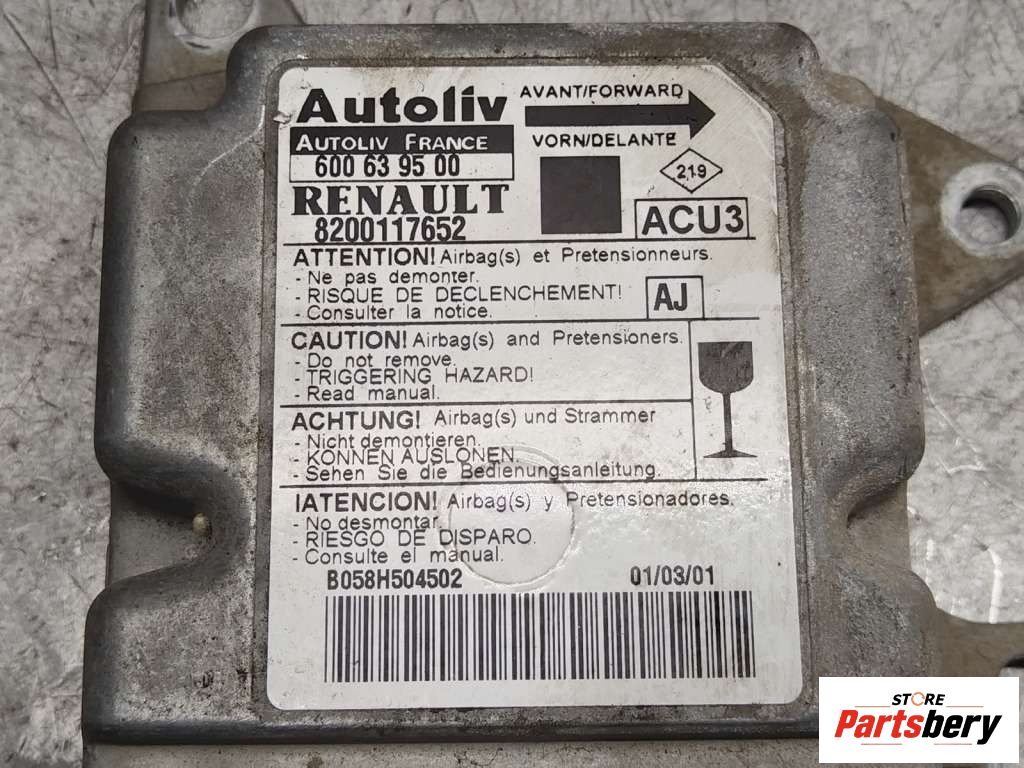 Autoliv
AVANT/FORWARD
AUTOLIV FRANCE
VORN/DELANTE
600 63 95 00
219
RENAULT
ACU3
8200117652
ATTENTION! Airbag(s) et Pretensionneurs.
- Ne pas demonter.
- RISQUE DE DECLENCHEMENT!
- Consulter la notice.
AJ
CAUTION! Airbag(s) and Pretensioners.
- Do not remove.
- TRIGGERING HAZARD!
- Read manual.
ACHTUNG! Airbag(s) und Strammer
- Nicht demontieren.
- KONNEN AUSLONEN.
- Sehen Sie die Bedienungsanleitung.
IATENCION! Airbag(s) y Pretensionadores.
- No desmontar.
- RIESGO DE DISPARO.
- Consulte el manual.
B058H504502 01/03/01
STORE
Partsbery